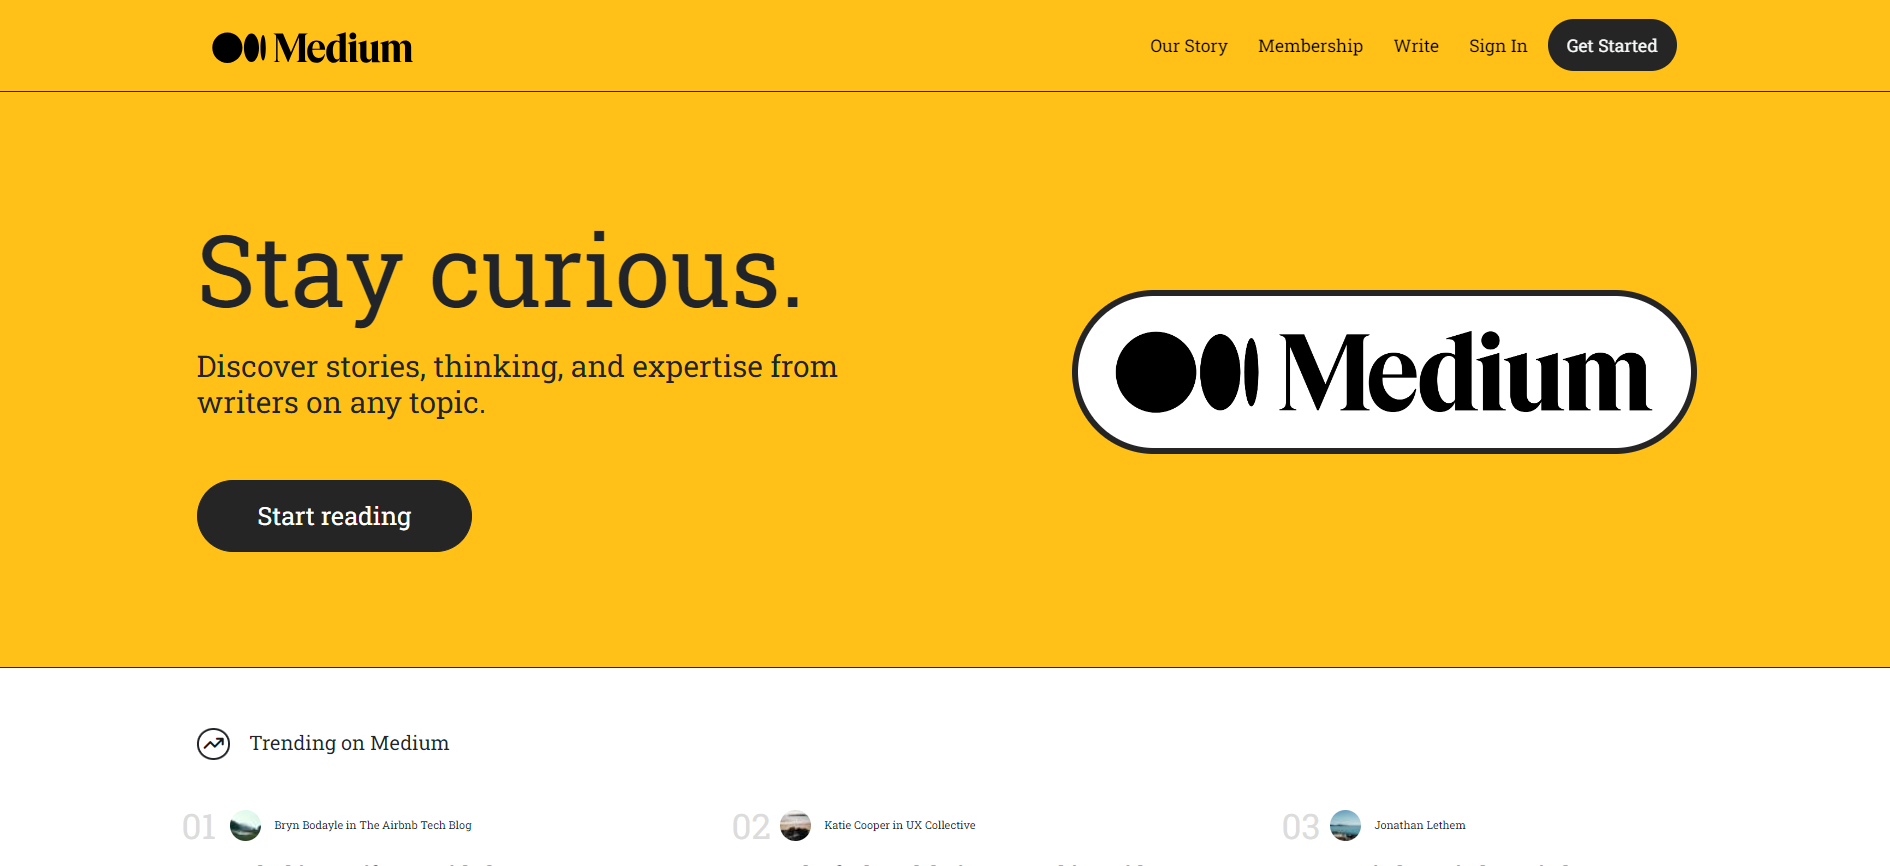 Medium
Our Story Membership Write Sign In Get Started
Stay curious.
Discover stories, thinking, and expertise from
writers on any topic.
Medium
Start reading
Trending on Medium
01 Bryn Bodayle in The Airbnb Tech Blog
02 Katie Cooper in UX Collective
03 Jonathan Lethem